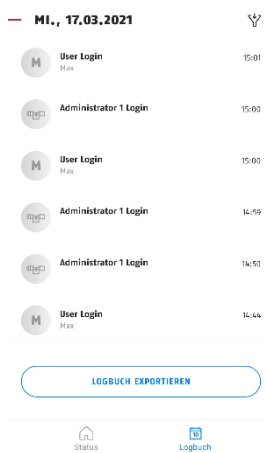 MI., 17.03.2021
M
User Login
15:01
Max
Administrator 1 Login
15:00
M
User Login
15:00
Max
Administrator 1 Login
14:59
Administrator 1 Login
14:50
M
User Login
14:44
Max
LOGBUCH EXPORTIEREN
Status
Logbuch